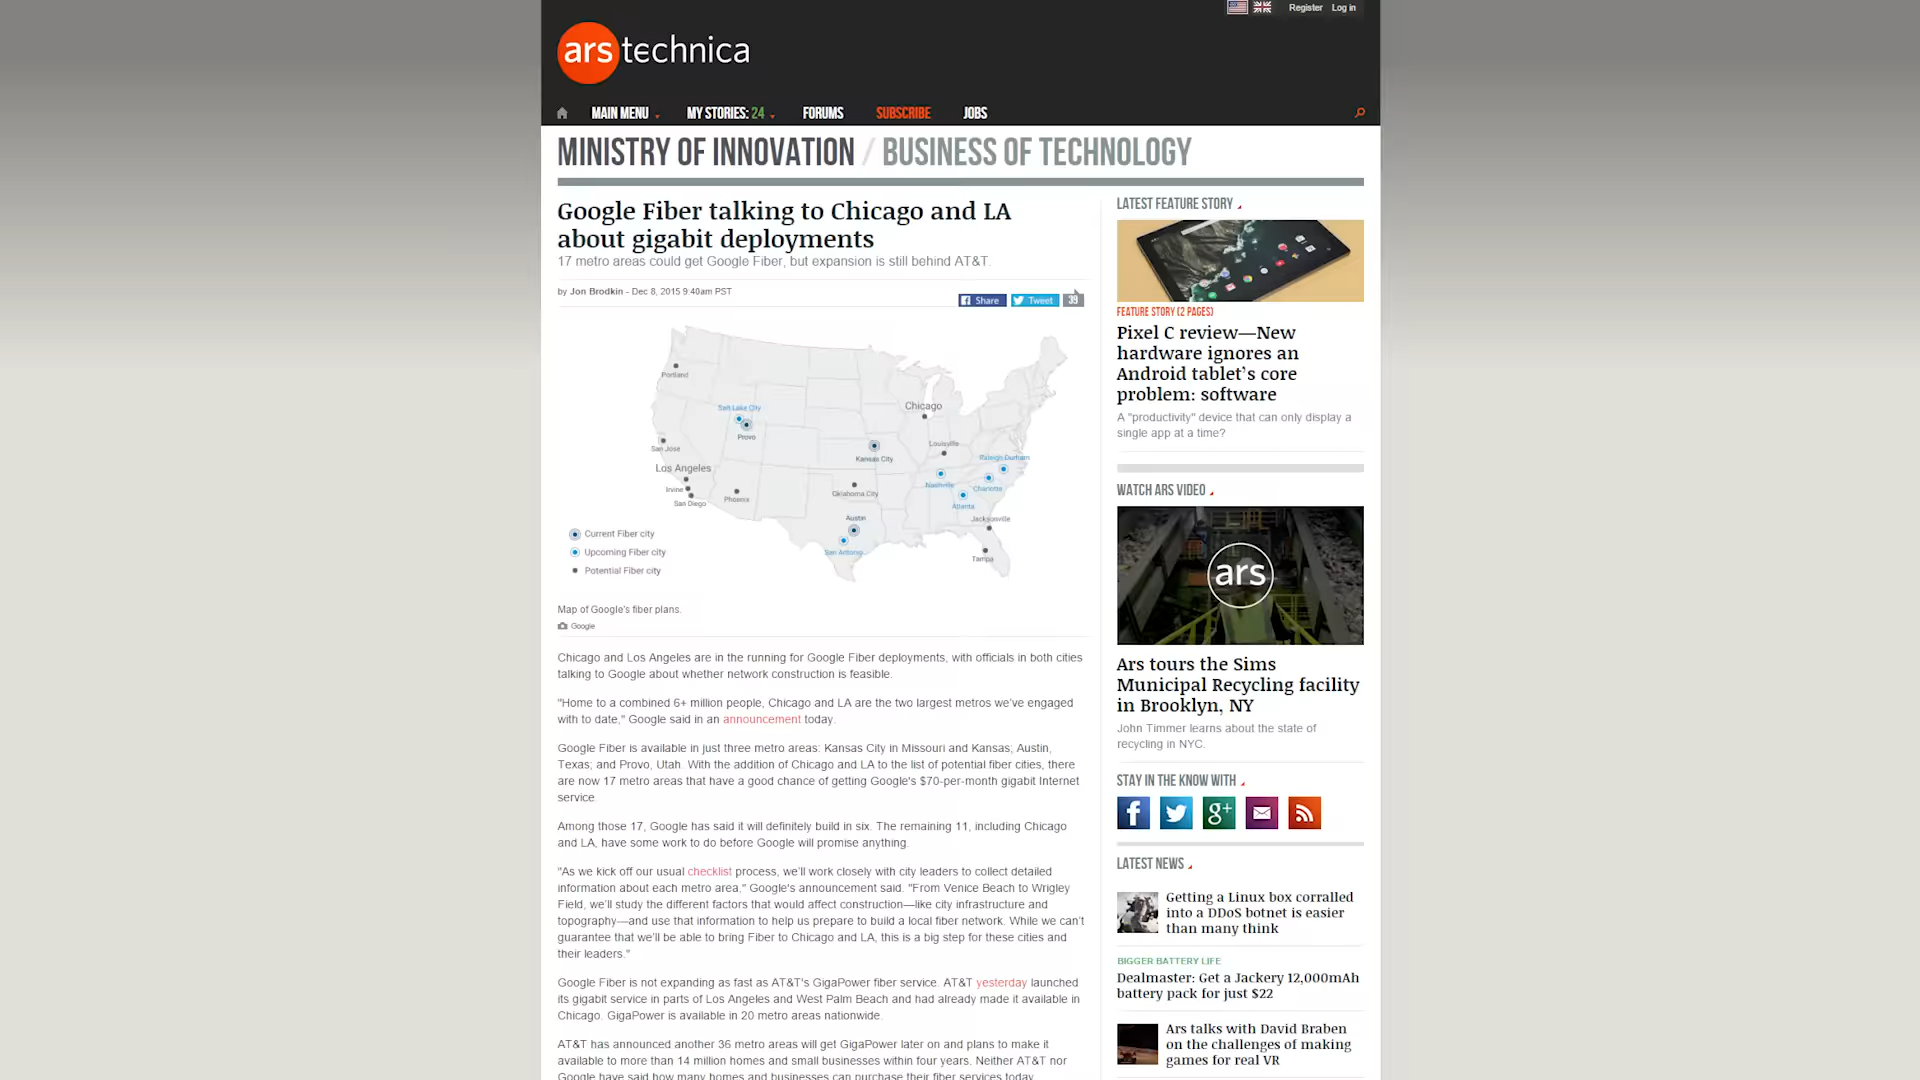 Register Log in
ars technica
MAIN MENU MY STORIES: 24 FORUMS SUBSCRIBE JOBS
MINISTRY OF INNOVATION / BUSINESS OF TECHNOLOGY
Google Fiber talking to Chicago and LA
about gigabit deployments
17 metro areas could get Google Fiber, but expansion is still behind AT&T.
by Jon Brodkin - Dec 8, 2015 9:40am PST
Share Tweet 39
Portland
Salt Lake City
Provo
San Jose
Los Angeles
Irvine
San Diego
Phoenix
Chicago
Louisville
Kansas City
Raleigh-Durham
Nashville
Charlotte
Oklahoma City
Atlanta
Austin
Jacksonville
San Antonio
Tampa
Current Fiber city
Upcoming Fiber city
Potential Fiber city
Map of Google's fiber plans.
Google
Chicago and Los Angeles are in the running for Google Fiber deployments, with officials in both cities
talking to Google about whether network construction is feasible.
"Home to a combined 6+ million people, Chicago and LA are the two largest metros we've engaged
with to date," Google said in an announcement today.
Google Fiber is available in just three metro areas: Kansas City in Missouri and Kansas; Austin,
Texas; and Provo, Utah. With the addition of Chicago and LA to the list of potential fiber cities, there
are now 17 metro areas that have a good chance of getting Google's $70-per-month gigabit Internet
service.
Among those 17, Google has said it will definitely build in six. The remaining 11, including Chicago
and LA, have some work to do before Google will promise anything.
"As we kick off our usual checklist process, we'll work closely with city leaders to collect detailed
information about each metro area," Google's announcement said. "From Venice Beach to Wrigley
Field, we'll study the different factors that would affect construction—like city infrastructure and
topography—and use that information to help us prepare to build a local fiber network. While we can't
guarantee that we'll be able to bring Fiber to Chicago and LA, this is a big step for these cities and
their leaders."
Google Fiber is not expanding as fast as AT&T's GigaPower fiber service. AT&T yesterday launched
its gigabit service in parts of Los Angeles and West Palm Beach and had already made it available in
Chicago. GigaPower is available in 20 metro areas nationwide.
AT&T has announced another 36 metro areas will get GigaPower later on and plans to make it
available to more than 14 million homes and small businesses within four years. Neither AT&T nor
Google have said how many homes and businesses can purchase their fiber services today.
LATEST FEATURE STORY
FEATURE STORY (2 PAGES)
Pixel C review—New
hardware ignores an
Android tablet's core
problem: software
A "productivity" device that can only display a
single app at a time?
WATCH ARS VIDEO
ars
Ars tours the Sims
Municipal Recycling facility
in Brooklyn, NY
John Timmer learns about the state of
recycling in NYC.
STAY IN THE KNOW WITH
f g+
LATEST NEWS
Getting a Linux box corralled
into a DDoS botnet is easier
than many think
BIGGER BATTERY LIFE
Dealmaster: Get a Jackery 12,000mAh
battery pack for just $22
Ars talks with David Braben
on the challenges of making
games for real VR